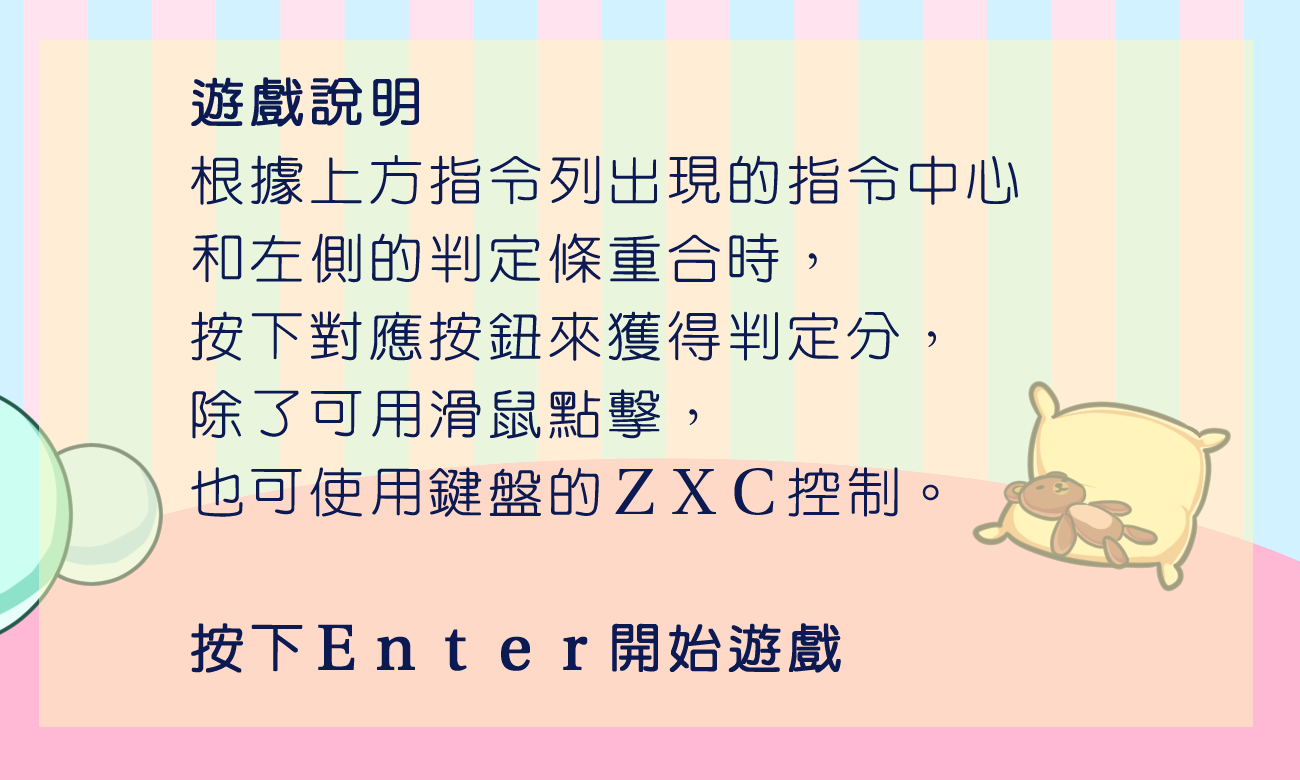 遊戲說明
根據上方指令列出現的指令中心
和左側的判定條重合時，
按下對應按鈕來獲得判定分，
除了可用滑鼠點擊，
也可使用鍵盤的ＺＸＣ控制。
按下Ｅｎｔｅｒ開始遊戲